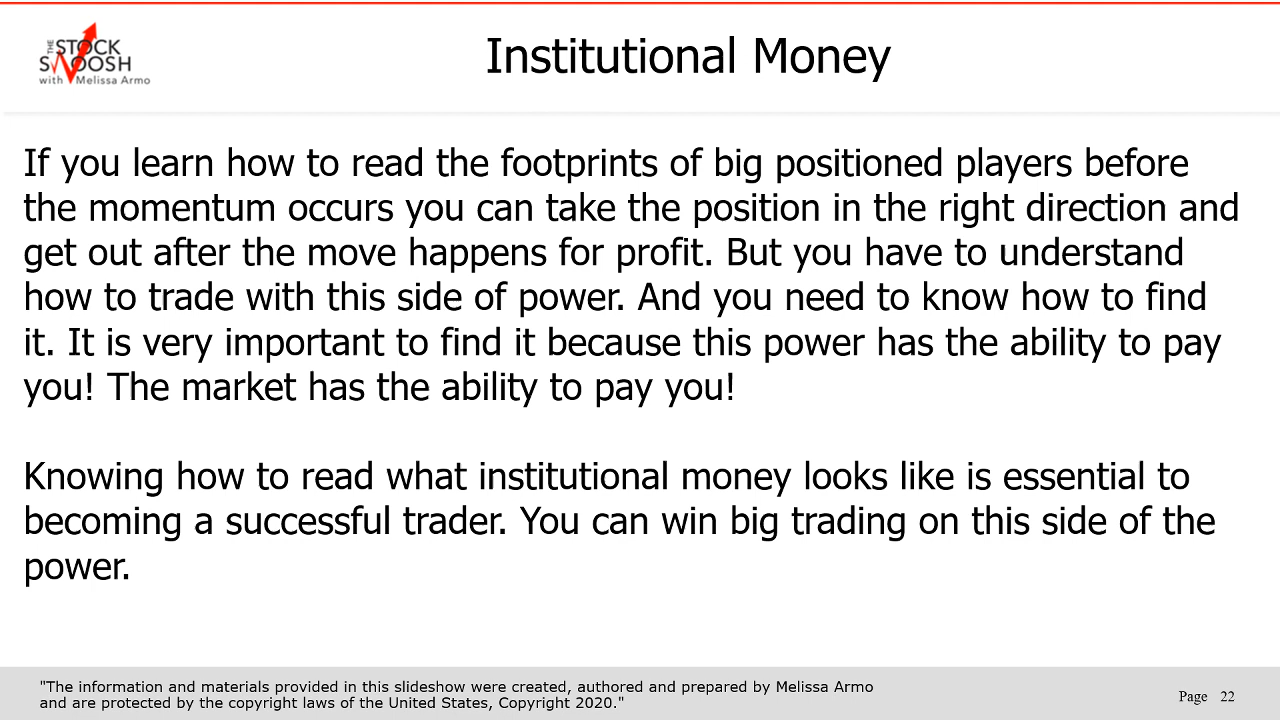 THE STOCK
SWOOSH
with Melissa Armo
Institutional Money
If you learn how to read the footprints of big positioned players before
the momentum occurs you can take the position in the right direction and
get out after the move happens for profit. But you have to understand
how to trade with this side of power. And you need to know how to find
it. It is very important to find it because this power has the ability to pay
you! The market has the ability to pay you!
Knowing how to read what institutional money looks like is essential to
becoming a successful trader. You can win big trading on this side of the
power.
"The information and materials provided in this slideshow were created, authored and prepared by Melissa Armo
and are protected by the copyright laws of the United States, Copyright 2020."
Page 22